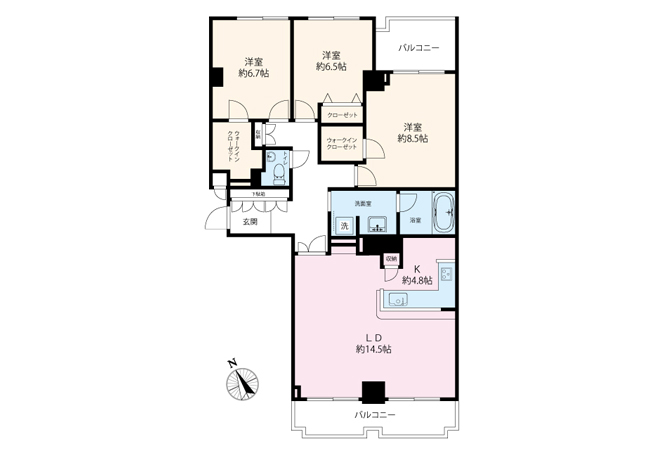 バルコニー
洋室
約6.7帖
洋室
約6.5帖
クローゼット
洋室
約8.5帖
ウォークイン
クローゼット
収納
ウォークイン
クローゼット
トイレ
下駄箱
玄関
洗面室
洗
浴室
収納
K
約4.8帖
LD
約14.5帖
バルコニー
N